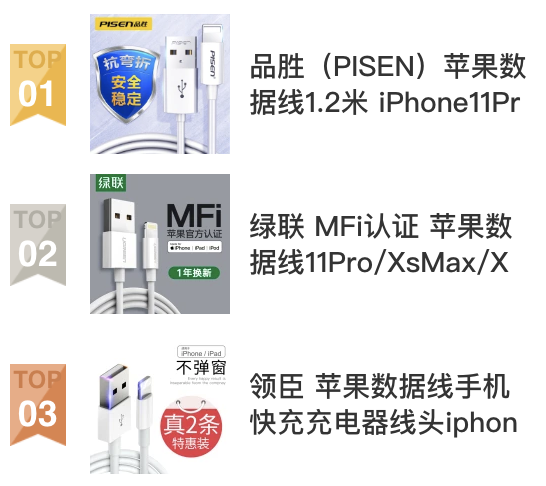 TOP
01
PISEN品胜
抗弯折
安全
稳定
PISEN
PISEN
品胜（PISEN）苹果数
据线1.2米 iPhone11Pr
TOP
02
绿联
MFi
苹果官方认证
iPhone | iPad | iPod
1年换新
绿联 MFi认证 苹果数
据线11Pro/XsMax/X
TOP
03
iPhone / iPad
不弹窗
真2条
特惠装
领臣 苹果数据线手机
快充充电器线头iphon